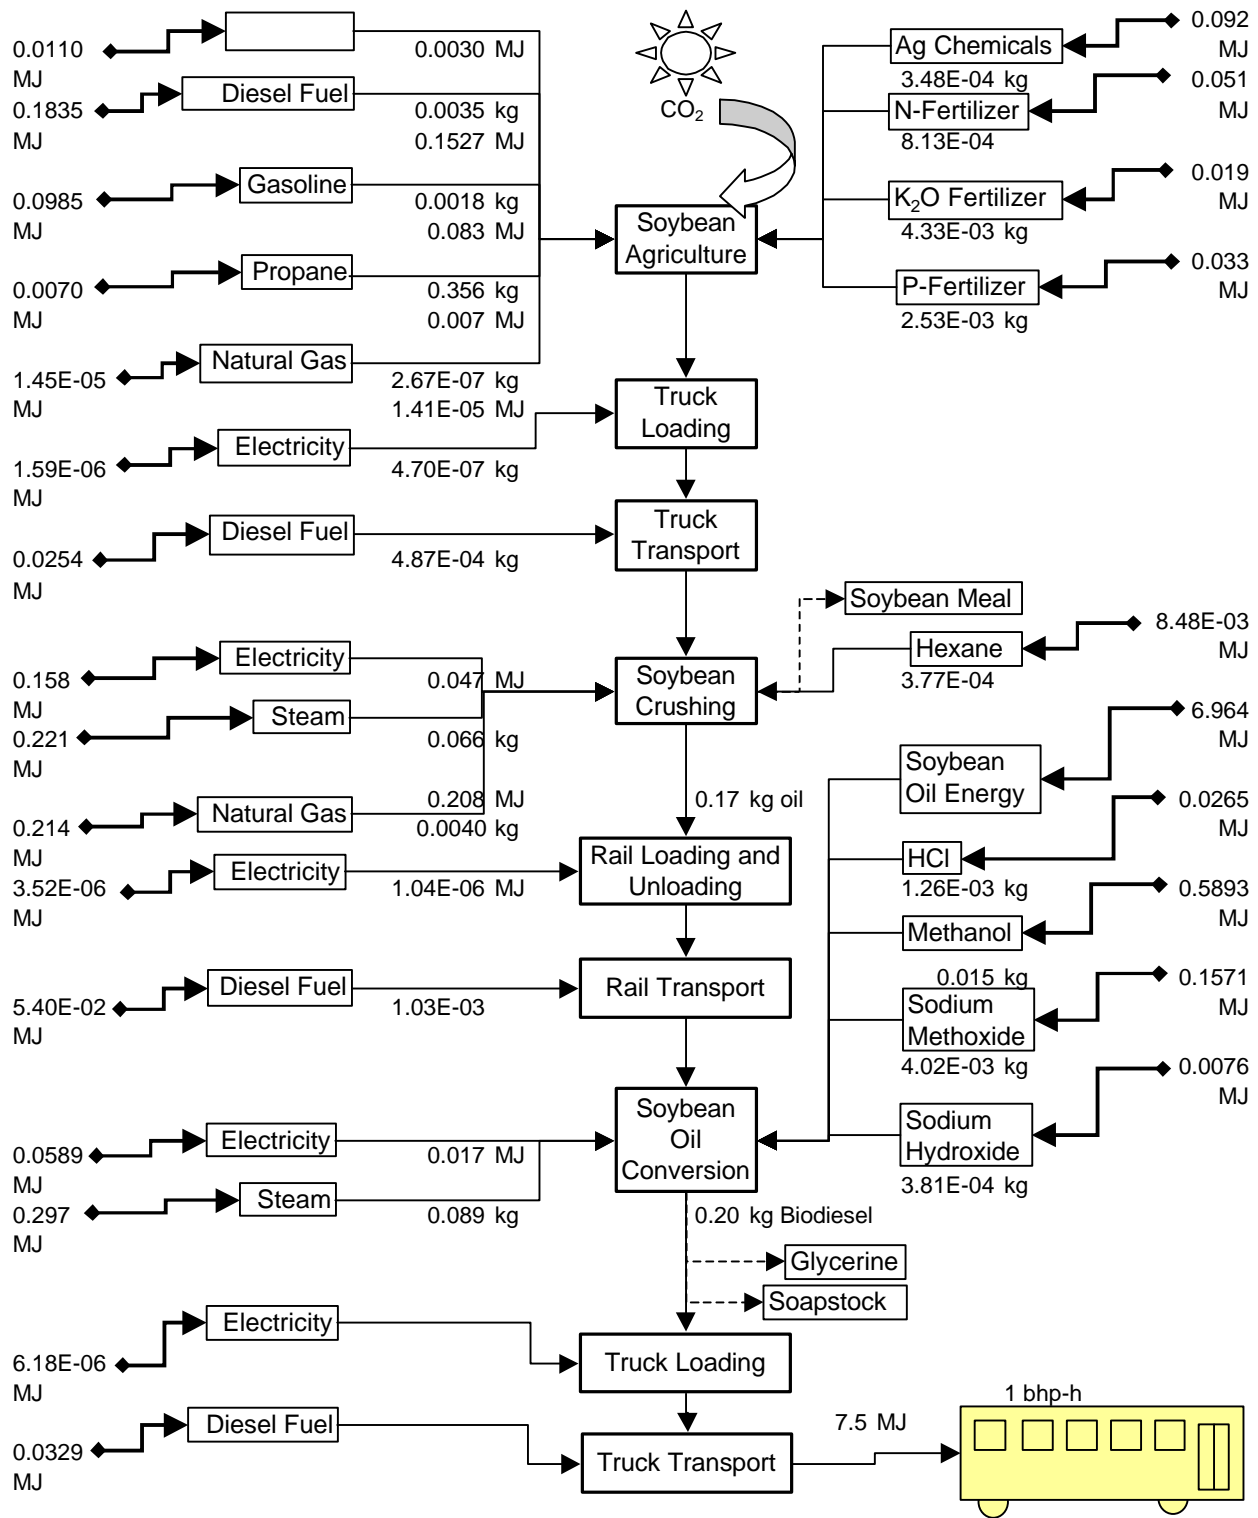 0.0110
MJ
0.0030 MJ
0.1835
MJ
Diesel Fuel
0.0035 kg
0.1527 MJ
0.0985
MJ
Gasoline
0.0018 kg
0.083 MJ
0.0070
MJ
Propane
0.356 kg
0.007 MJ
1.45E-05
MJ
Natural Gas
2.67E-07 kg
1.41E-05 MJ
CO₂
Ag Chemicals
3.48E-04 kg
0.092
MJ
N-Fertilizer
8.13E-04
0.051
MJ
K₂O Fertilizer
4.33E-03 kg
0.019
MJ
P-Fertilizer
2.53E-03 kg
0.033
MJ
Soybean
Agriculture
1.59E-06
MJ
Electricity
4.70E-07 kg
Truck
Loading
0.0254
MJ
Diesel Fuel
4.87E-04 kg
Truck
Transport
Soybean Meal
0.158
MJ
Electricity
0.047 MJ
0.221
MJ
Steam
0.066 kg
0.214
MJ
Natural Gas
0.208 MJ
0.0040 kg
Soybean
Crushing
Hexane
3.77E-04
8.48E-03
MJ
0.17 kg oil
3.52E-06
MJ
Electricity
1.04E-06 MJ
Rail Loading and
Unloading
5.40E-02
MJ
Diesel Fuel
1.03E-03
Rail Transport
Soybean
Oil Energy
6.964
MJ
HCl
1.26E-03 kg
0.0265
MJ
Methanol
0.015 kg
0.5893
MJ
Sodium
Methoxide
4.02E-03 kg
0.1571
MJ
Sodium
Hydroxide
3.81E-04 kg
0.0076
MJ
0.0589
MJ
Electricity
0.017 MJ
0.297
MJ
Steam
0.089 kg
Soybean
Oil
Conversion
0.20 kg Biodiesel
Glycerine
Soapstock
6.18E-06
MJ
Electricity
Truck Loading
0.0329
MJ
Diesel Fuel
Truck Transport
7.5 MJ
1 bhp-h